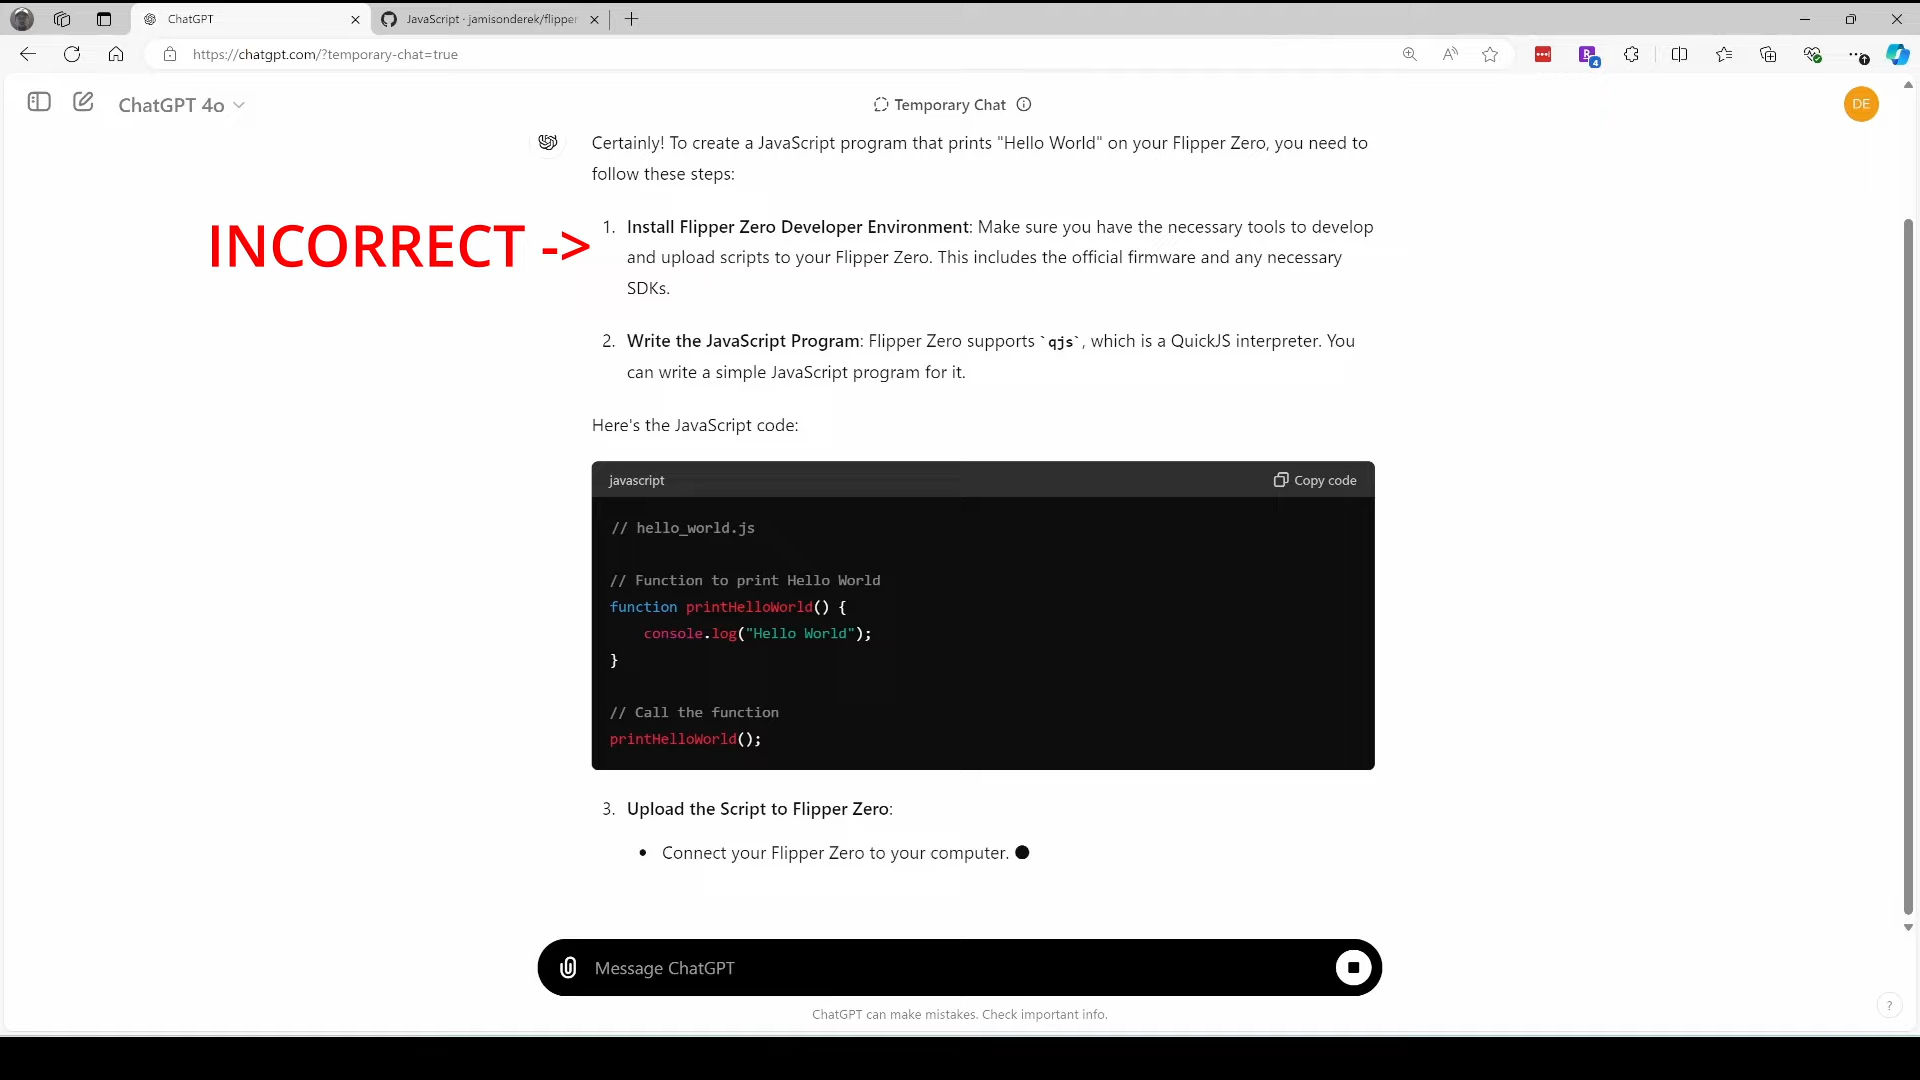 ChatGPT
JavaScript · jamisonderek/flipper
https://chatgpt.com/?temporary-chat=true
4
ChatGPT 4o
Temporary Chat
DE
Certainly! To create a JavaScript program that prints "Hello World" on your Flipper Zero, you need to
follow these steps:
INCORRECT ->
1. Install Flipper Zero Developer Environment: Make sure you have the necessary tools to develop
and upload scripts to your Flipper Zero. This includes the official firmware and any necessary
SDKs.
2. Write the JavaScript Program: Flipper Zero supports `qjs`, which is a QuickJS interpreter. You
can write a simple JavaScript program for it.
Here's the JavaScript code:
javascript
Copy code
// hello_world.js
// Function to print Hello World
function printHelloWorld() {
console.log("Hello World");
}
// Call the function
printHelloWorld();
3. Upload the Script to Flipper Zero:
• Connect your Flipper Zero to your computer.
Message ChatGPT
ChatGPT can make mistakes. Check important info.
?